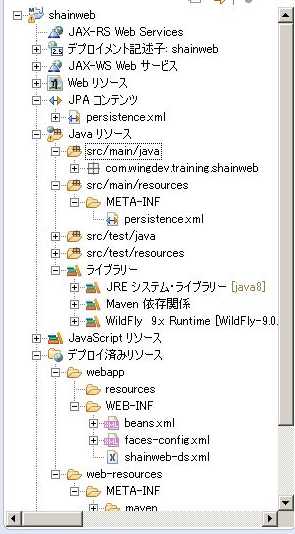 shainweb
JAX-RS Web Services
デプロイメント記述子: shainweb
JAX-WS Web サービス
Web リソース
JPA コンテンツ
persistence.xml
Java リソース
src/main/java
com.wingdev.training.shainweb
src/main/resources
META-INF
persistence.xml
src/test/java
src/test/resources
ライブラリー
JRE システム・ライブラリー [java8]
Maven 依存関係
WildFly 9.x Runtime [WildFly-9.0.
JavaScript リソース
デプロイ済みリソース
webapp
resources
WEB-INF
beans.xml
faces-config.xml
shainweb-ds.xml
web-resources
META-INF
maven